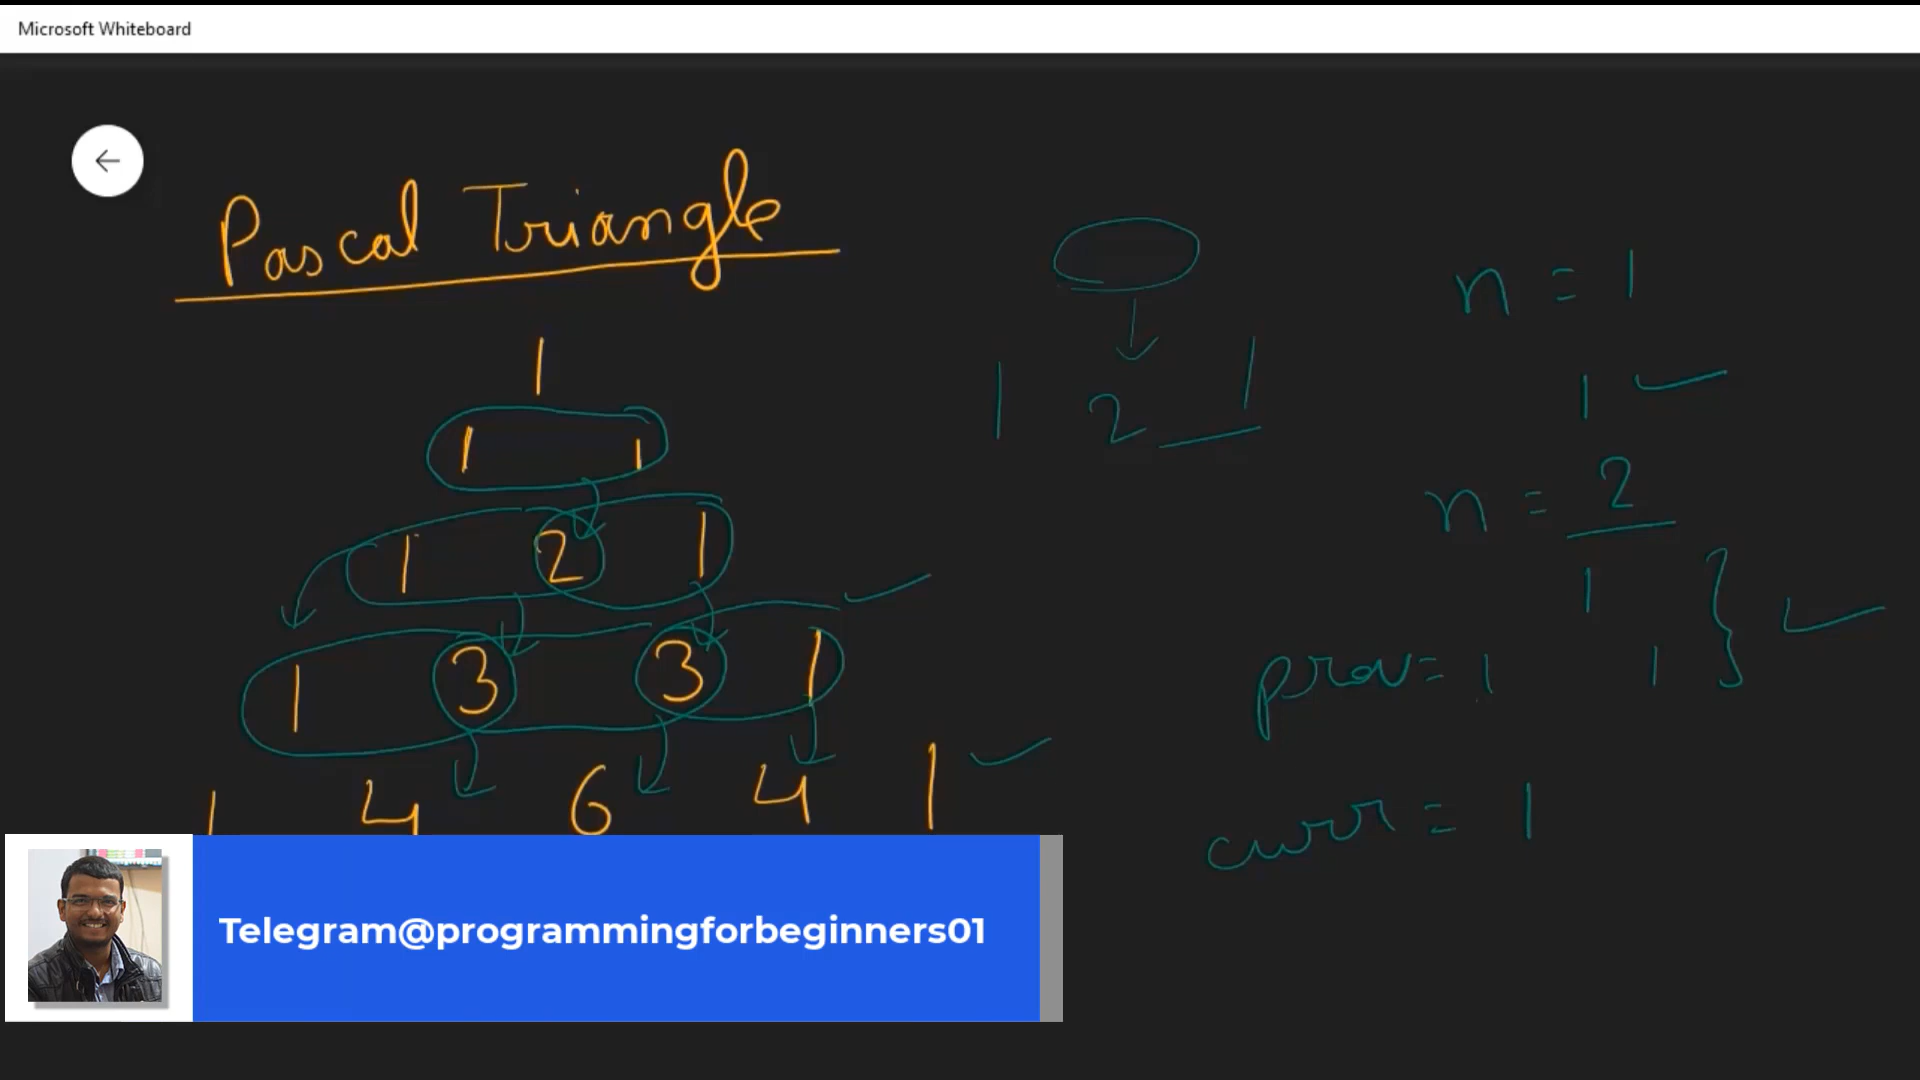 Microsoft Whiteboard
Pascal Triangle
1
1 1
1 2 1
1 3 3 1
1 4 6 4 1
1 2 1
n = 1
1
n = 2
1
prev = 1 1
curr = 1
Telegram@programmingforbeginners01